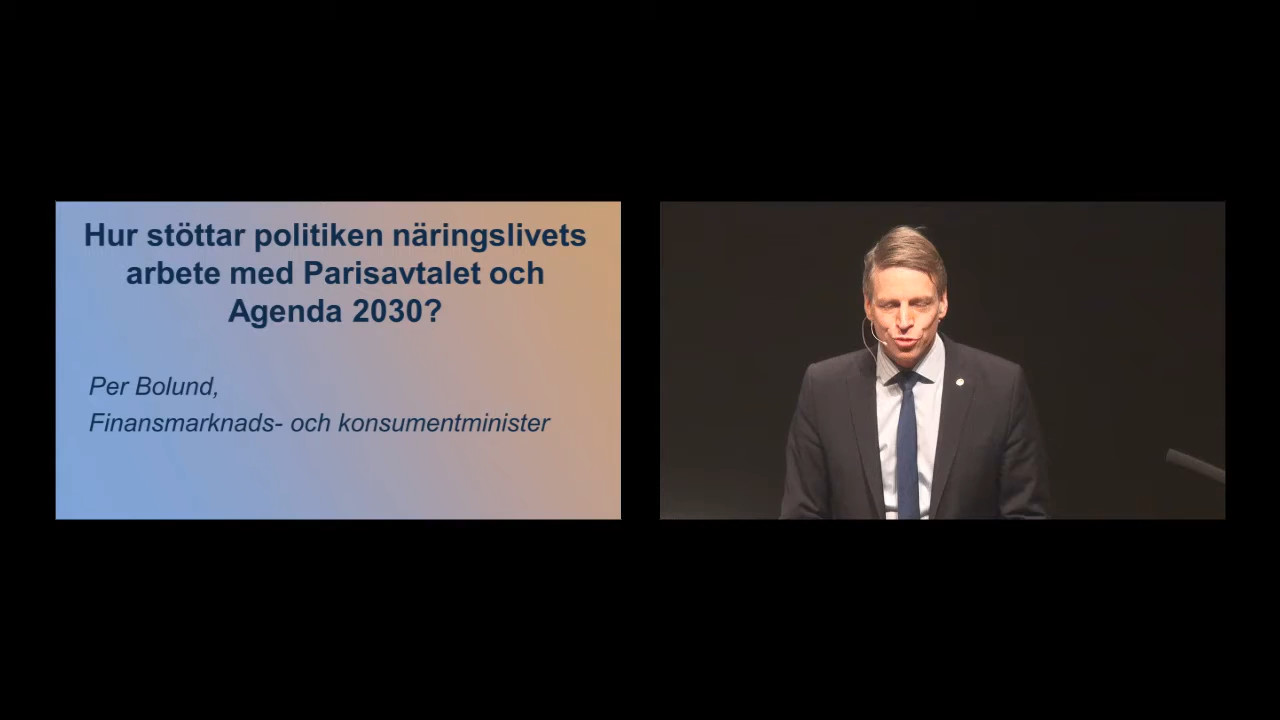 Hur stöttar politiken näringslivets
arbete med Parisavtalet och
Agenda 2030?
Per Bolund,
Finansmarknads- och konsumentminister